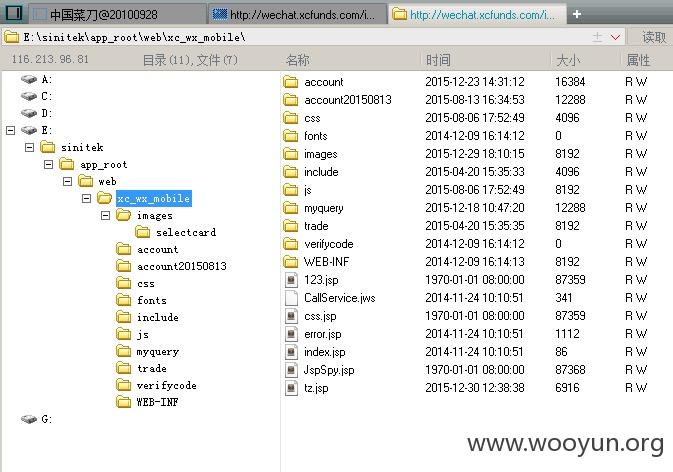 中国菜刀@20100928 http://wechat.xcfunds.com/i... http://wechat.xcfunds.com/i...
E:\sinitek\app_root\web\xc_wx_mobile\ 读取
116.213.96.81 目录(11),文件(7) 名称 时间 大小 属性
A:
C:
D:
E:
sinitek
app_root
web
xc_wx_mobile
images
selectcard
account
account20150813
css
fonts
include
js
myquery
trade
verifycode
WEB-INF
G:
account 2015-12-23 14:31:12 16384 R W
account20150813 2015-08-13 16:34:53 12288 R W
css 2015-08-06 17:52:49 4096 R W
fonts 2014-12-09 16:14:12 0 R W
images 2015-12-29 18:10:15 8192 R W
include 2015-04-20 15:35:33 4096 R W
js 2015-08-06 17:52:49 8192 R W
myquery 2015-12-18 10:47:20 12288 R W
trade 2015-04-20 15:35:35 8192 R W
verifycode 2014-12-09 16:14:12 0 R W
WEB-INF 2014-12-09 16:14:13 8192 R W
123.jsp 1970-01-01 08:00:00 87359 R W
CallService.jws 2014-11-24 10:10:51 341 R W
css.jsp 1970-01-01 08:00:00 87359 R W
error.jsp 2014-11-24 10:10:51 1112 R W
index.jsp 2014-11-24 10:10:51 86 R W
JspSpy.jsp 1970-01-01 08:00:00 87368 R W
tz.jsp 2015-12-30 12:38:38 6916 R W
www.wooyun.org